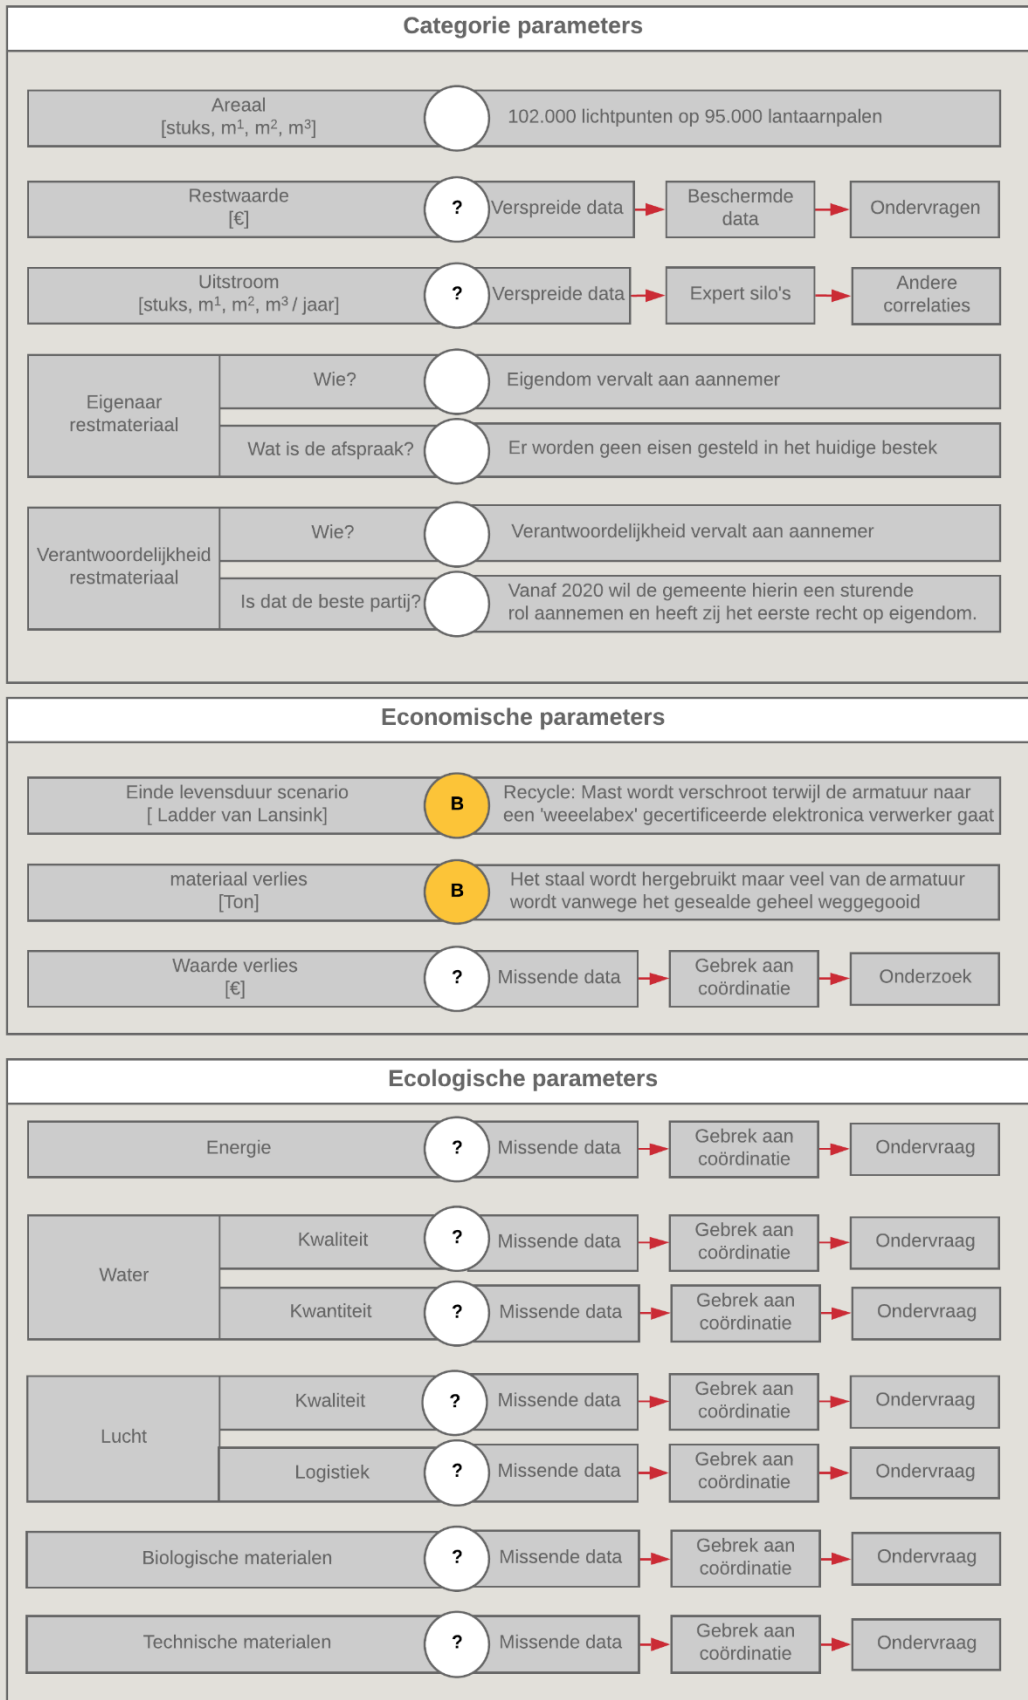 Categorie parameters
Areaal
[stuks, m¹, m², m³]
102.000 lichtpunten op 95.000 lantaarnpalen
Restwaarde
[€]
?
Verspreide data
Beschermde
data
Ondervragen
Uitstroom
[stuks, m¹, m², m³ / jaar]
?
Verspreide data
Expert silo's
Andere
correlaties
Eigenaar
restmateriaal
Wie?
Eigendom vervalt aan aannemer
Wat is de afspraak?
Er worden geen eisen gesteld in het huidige bestek
Verantwoordelijkheid
restmateriaal
Wie?
Verantwoordelijkheid vervalt aan aannemer
Is dat de beste partij?
Vanaf 2020 wil de gemeente hierin een sturende
rol aannemen en heeft zij het eerste recht op eigendom.
Economische parameters
Einde levensduur scenario
[ Ladder van Lansink]
B
Recycle: Mast wordt verschroot terwijl de armatuur naar
een 'weeelabex' gecertificeerde elektronica verwerker gaat
materiaal verlies
[Ton]
B
Het staal wordt hergebruikt maar veel van de armatuur
wordt vanwege het gesealde geheel weggegooid
Waarde verlies
[€]
?
Missende data
Gebrek aan
coördinatie
Onderzoek
Ecologische parameters
Energie
?
Missende data
Gebrek aan
coördinatie
Ondervraag
Water
Kwaliteit
?
Missende data
Gebrek aan
coördinatie
Ondervraag
Kwantiteit
?
Missende data
Gebrek aan
coördinatie
Ondervraag
Lucht
Kwaliteit
?
Missende data
Gebrek aan
coördinatie
Ondervraag
Logistiek
?
Missende data
Gebrek aan
coördinatie
Ondervraag
Biologische materialen
?
Missende data
Gebrek aan
coördinatie
Ondervraag
Technische materialen
?
Missende data
Gebrek aan
coördinatie
Ondervraag